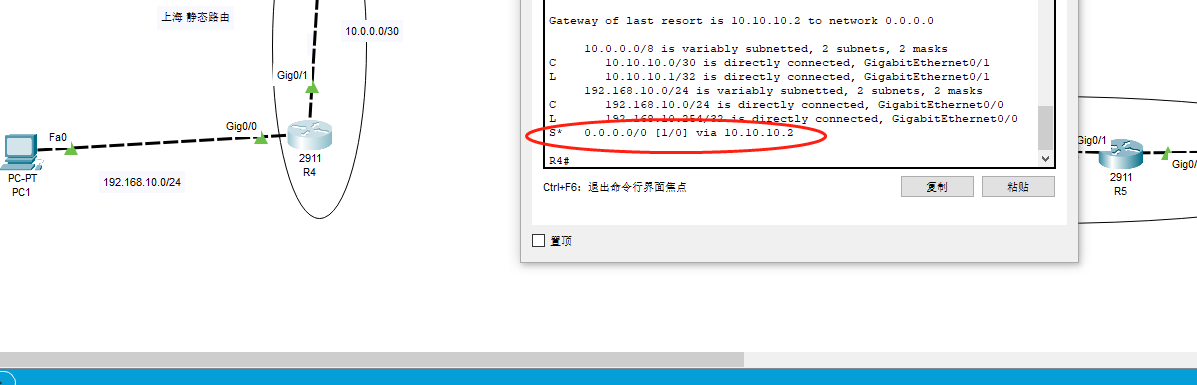 上海 静态路由
10.0.0.0/30
Gig0/1
Fa0
Gig0/0
2911
R4
PC-PT
PC1
192.168.10.0/24
Gateway of last resort is 10.10.10.2 to network 0.0.0.0
10.0.0.0/8 is variably subnetted, 2 subnets, 2 masks
C 10.10.10.0/30 is directly connected, GigabitEthernet0/1
L 10.10.10.1/32 is directly connected, GigabitEthernet0/1
192.168.10.0/24 is variably subnetted, 2 subnets, 2 masks
C 192.168.10.0/24 is directly connected, GigabitEthernet0/0
L 192.168.10.254/32 is directly connected, GigabitEthernet0/0
S* 0.0.0.0/0 [1/0] via 10.10.10.2
R4#
Ctrl+F6：退出命令行界面焦点
复制
粘贴
置顶
Gig0/1
2911
R5
Gig0/